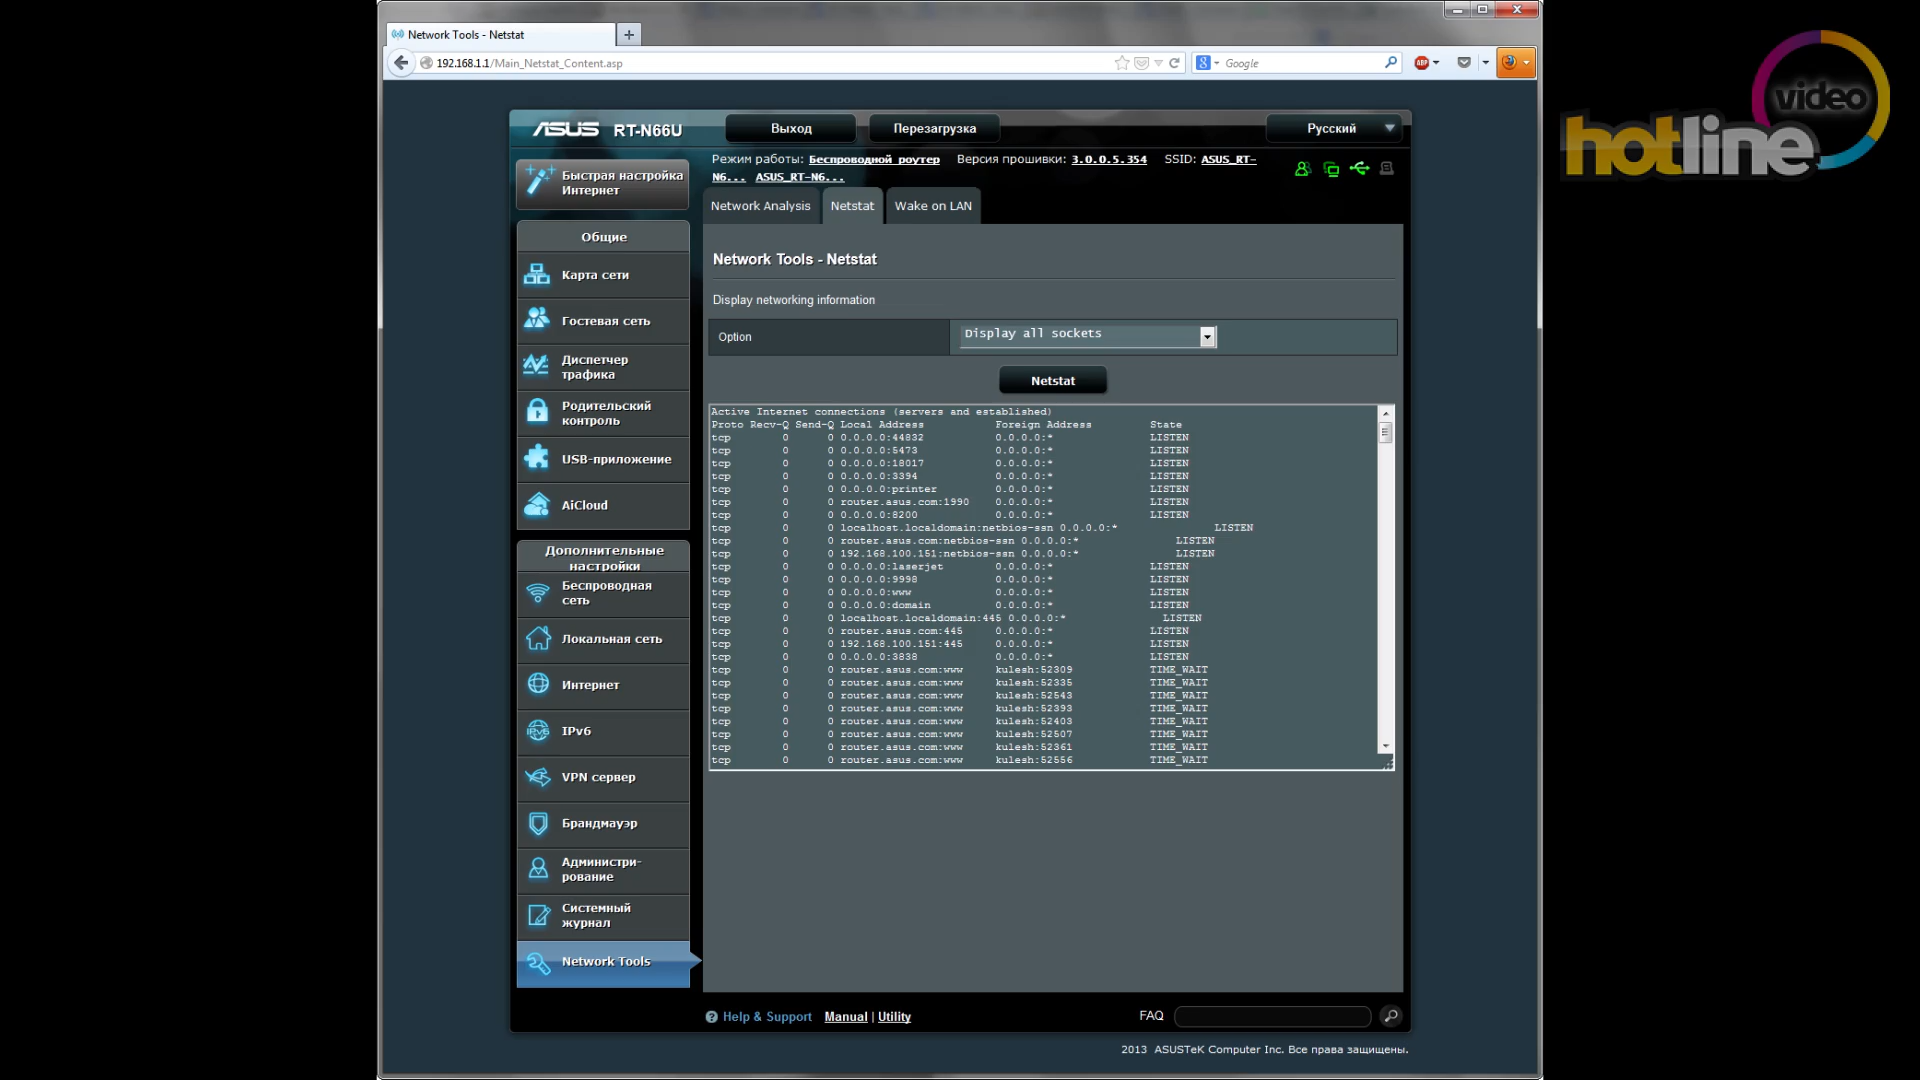 Network Tools - Netstat
192.168.1.1/Main_Netstat_Content.asp
Google
ABP
video
hotline
ASUS RT-N66U
Выход
Перезагрузка
Русский
Режим работы: Беспроводной роутер Версия прошивки: 3.0.0.5.354 SSID: ASUS_RT-
N6... ASUS_RT-N6...
Быстрая настройка
Интернет
Network Analysis
Netstat
Wake on LAN
Общие
Карта сети
Гостевая сеть
Диспетчер
трафика
Родительский
контроль
USB-приложение
AiCloud
Дополнительные
настройки
Беспроводная
сеть
Локальная сеть
Интернет
IPv6
VPN сервер
Брандмауэр
Администри-
рование
Системный
журнал
Network Tools
Network Tools - Netstat
Display networking information
Option
Display all sockets
Netstat
Active Internet connections (servers and established)
Proto Recv-Q Send-Q Local Address Foreign Address State
tcp 0 0 0.0.0.0:44832 0.0.0.0:* LISTEN
tcp 0 0 0.0.0.0:5473 0.0.0.0:* LISTEN
tcp 0 0 0.0.0.0:18017 0.0.0.0:* LISTEN
tcp 0 0 0.0.0.0:3394 0.0.0.0:* LISTEN
tcp 0 0 0.0.0.0:printer 0.0.0.0:* LISTEN
tcp 0 0 router.asus.com:1990 0.0.0.0:* LISTEN
tcp 0 0 0.0.0.0:8200 0.0.0.0:* LISTEN
tcp 0 0 localhost.localdomain:netbios-ssn 0.0.0.0:* LISTEN
tcp 0 0 router.asus.com:netbios-ssn 0.0.0.0:* LISTEN
tcp 0 0 192.168.100.151:netbios-ssn 0.0.0.0:* LISTEN
tcp 0 0 0.0.0.0:laserjet 0.0.0.0:* LISTEN
tcp 0 0 0.0.0.0:9998 0.0.0.0:* LISTEN
tcp 0 0 0.0.0.0:www 0.0.0.0:* LISTEN
tcp 0 0 0.0.0.0:domain 0.0.0.0:* LISTEN
tcp 0 0 localhost.localdomain:445 0.0.0.0:* LISTEN
tcp 0 0 router.asus.com:445 0.0.0.0:* LISTEN
tcp 0 0 192.168.100.151:445 0.0.0.0:* LISTEN
tcp 0 0 0.0.0.0:3838 0.0.0.0:* LISTEN
tcp 0 0 router.asus.com:www kulesh:52309 TIME_WAIT
tcp 0 0 router.asus.com:www kulesh:52335 TIME_WAIT
tcp 0 0 router.asus.com:www kulesh:52543 TIME_WAIT
tcp 0 0 router.asus.com:www kulesh:52393 TIME_WAIT
tcp 0 0 router.asus.com:www kulesh:52403 TIME_WAIT
tcp 0 0 router.asus.com:www kulesh:52507 TIME_WAIT
tcp 0 0 router.asus.com:www kulesh:52361 TIME_WAIT
tcp 0 0 router.asus.com:www kulesh:52556 TIME_WAIT
Help & Support Manual | Utility
FAQ
2013 ASUSTeK Computer Inc. Все права защищены.